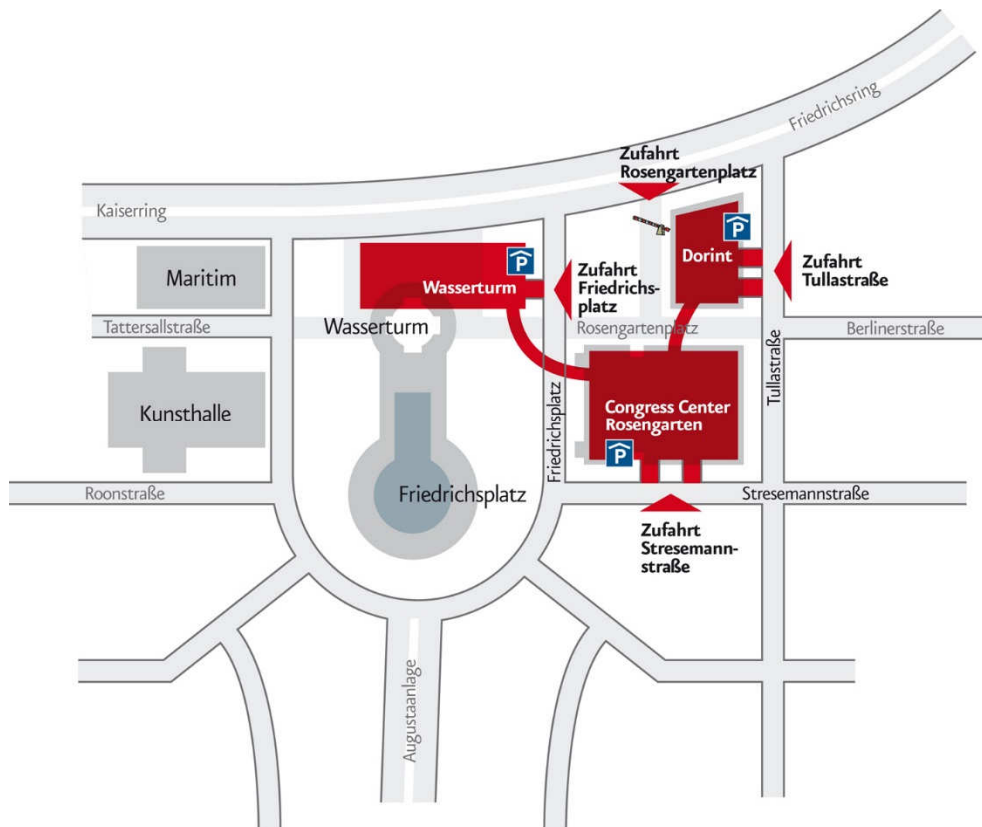 Friedrichsring
Zufahrt
Rosengartenplatz
Kaiserring
P
Maritim
Wasserturm
P
Zufahrt
Friedrichs-
platz
Dorint
Zufahrt
Tullastraße
Tattersallstraße
Wasserturm
Rosengartenplatz
Berlinerstraße
Tullastraße
Kunsthalle
Friedrichsplatz
Congress Center
Rosengarten
P
Roonstraße
Friedrichsplatz
Stresemannstraße
Zufahrt
Stresemann-
straße
Augustaanlage